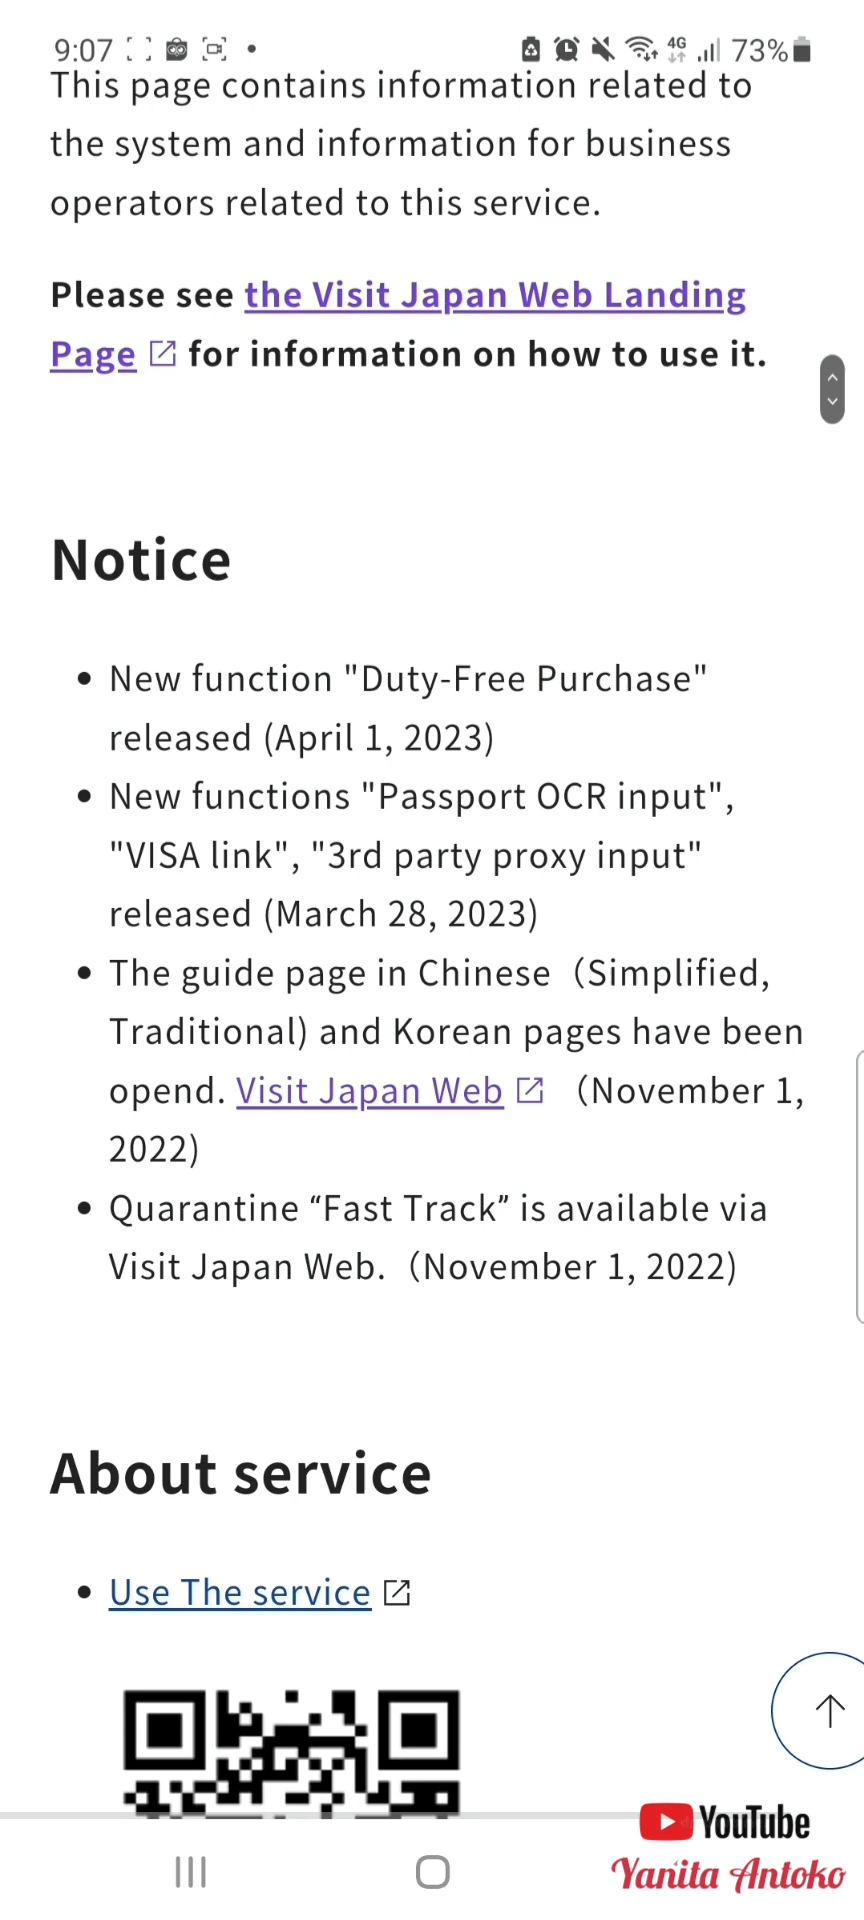 9:07
4G
73%
This page contains information related to
the system and information for business
operators related to this service.
Please see the Visit Japan Web Landing
Page for information on how to use it.
Notice
• New function "Duty-Free Purchase"
released (April 1, 2023)
• New functions "Passport OCR input",
"VISA link", "3rd party proxy input"
released (March 28, 2023)
• The guide page in Chinese（Simplified,
Traditional) and Korean pages have been
opend. Visit Japan Web （November 1,
2022)
• Quarantine “Fast Track” is available via
Visit Japan Web.（November 1, 2022)
About service
• Use The service
YouTube
Yanita Antoko